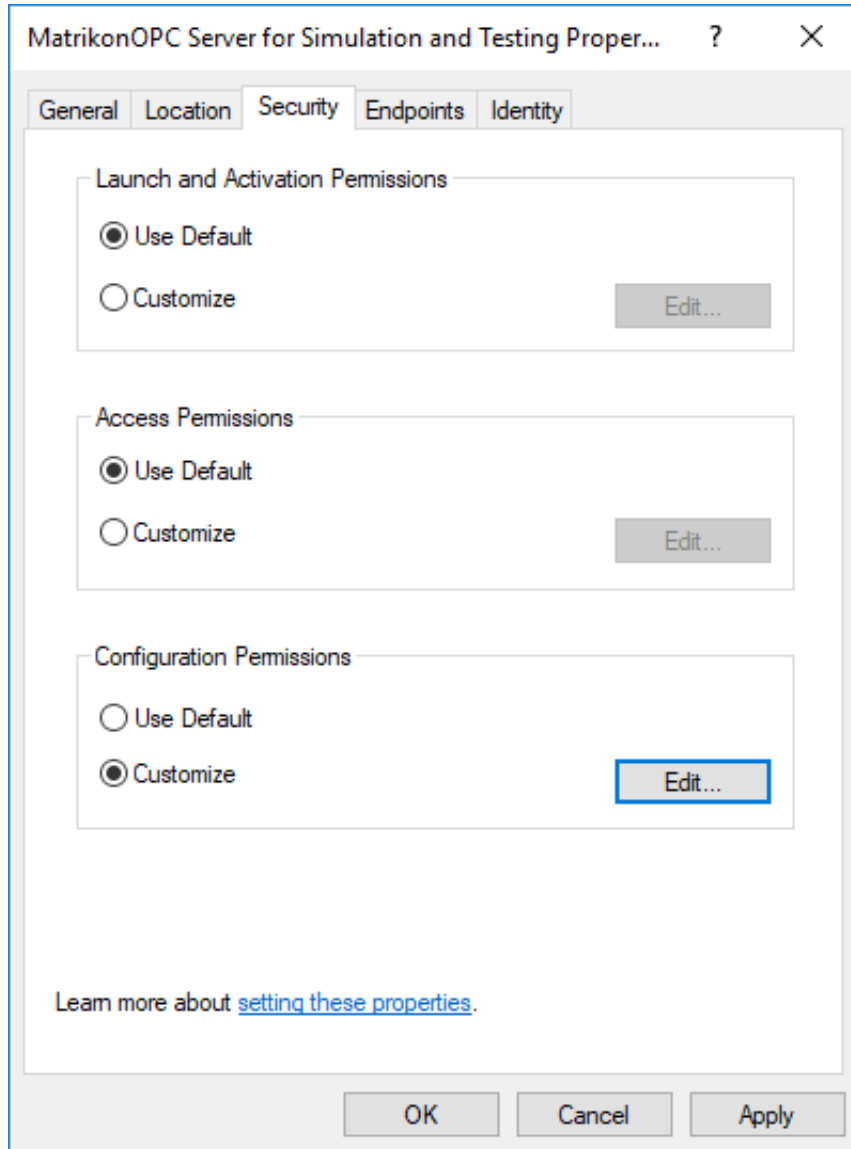 MatrikonOPC Server for Simulation and Testing Proper... ?
General Location Security Endpoints Identity
Launch and Activation Permissions
Use Default
Customize
Edit...
Access Permissions
Use Default
Customize
Edit...
Configuration Permissions
Use Default
Customize
Edit...
Learn more about setting these properties.
OK Cancel Apply